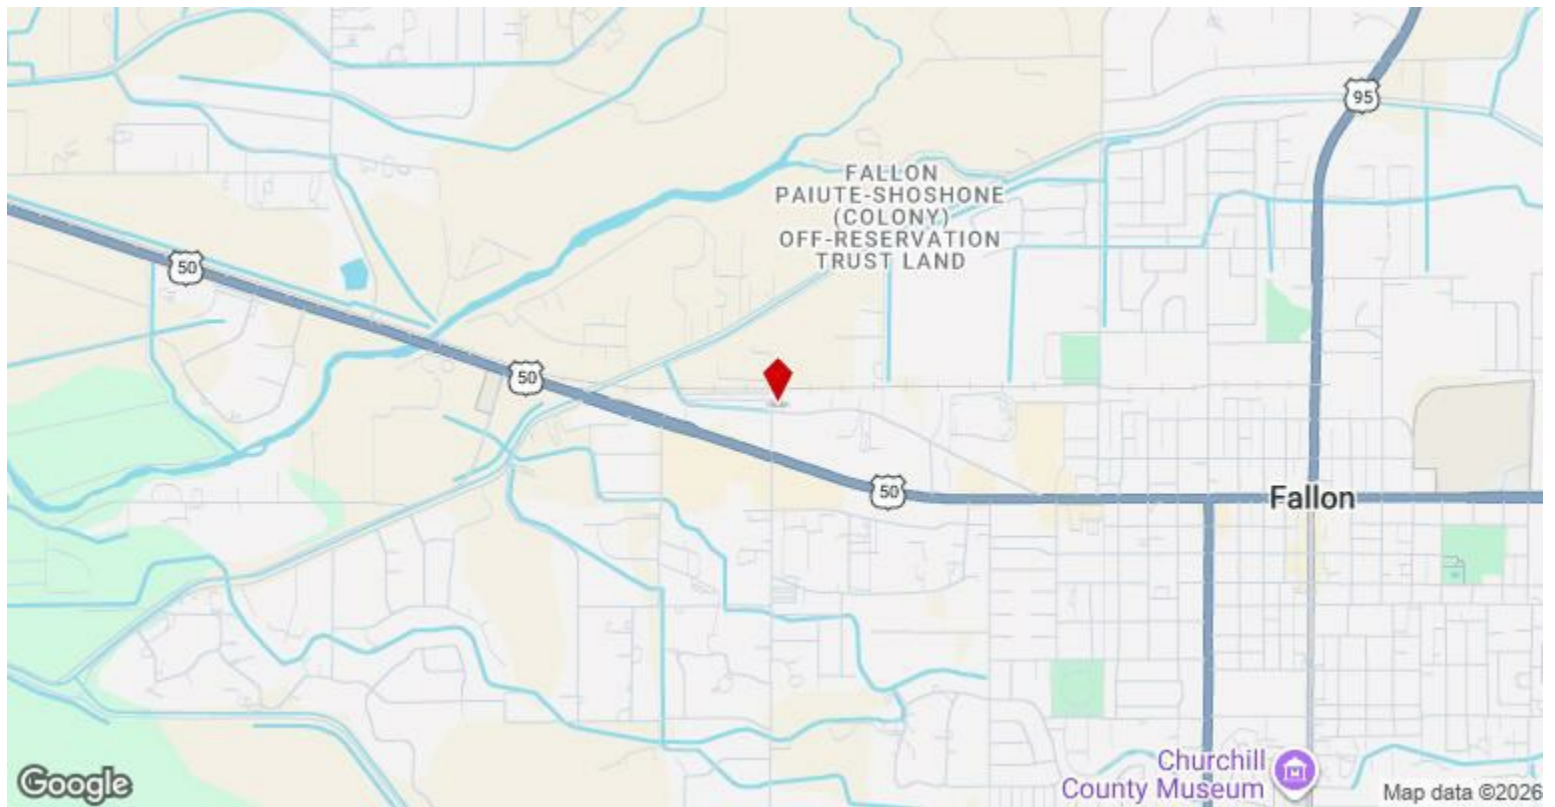 95
FALLON
PAIUTE-SHOSHONE
(COLONY)
OFF-RESERVATION
TRUST LAND
50
50
50
Fallon
Churchill
County Museum
Google
Map data ©2026